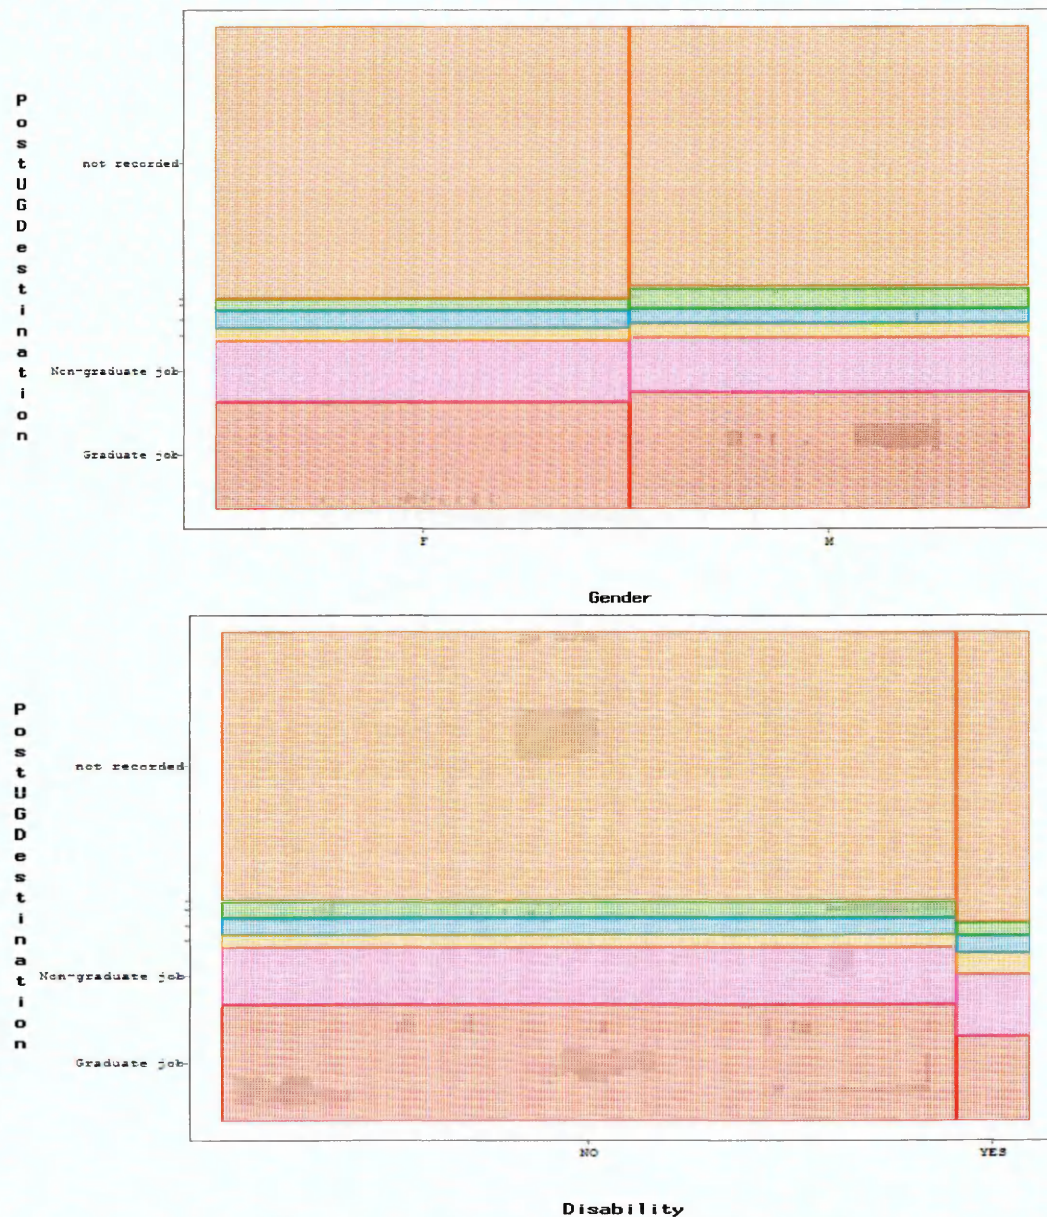 PostUGDestination
not recorded
Non-graduate job
Graduate job
F
M
Gender
PostUGDestination
not recorded
Non-graduate job
Graduate job
NO
YES
Disability